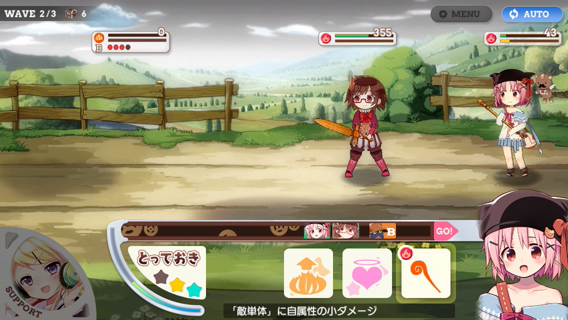 WAVE 2/3 6
MENU
AUTO
0
B
355
43
B
GO!
とっておき
SUPPORT
「敵単体」に自属性の小ダメージ